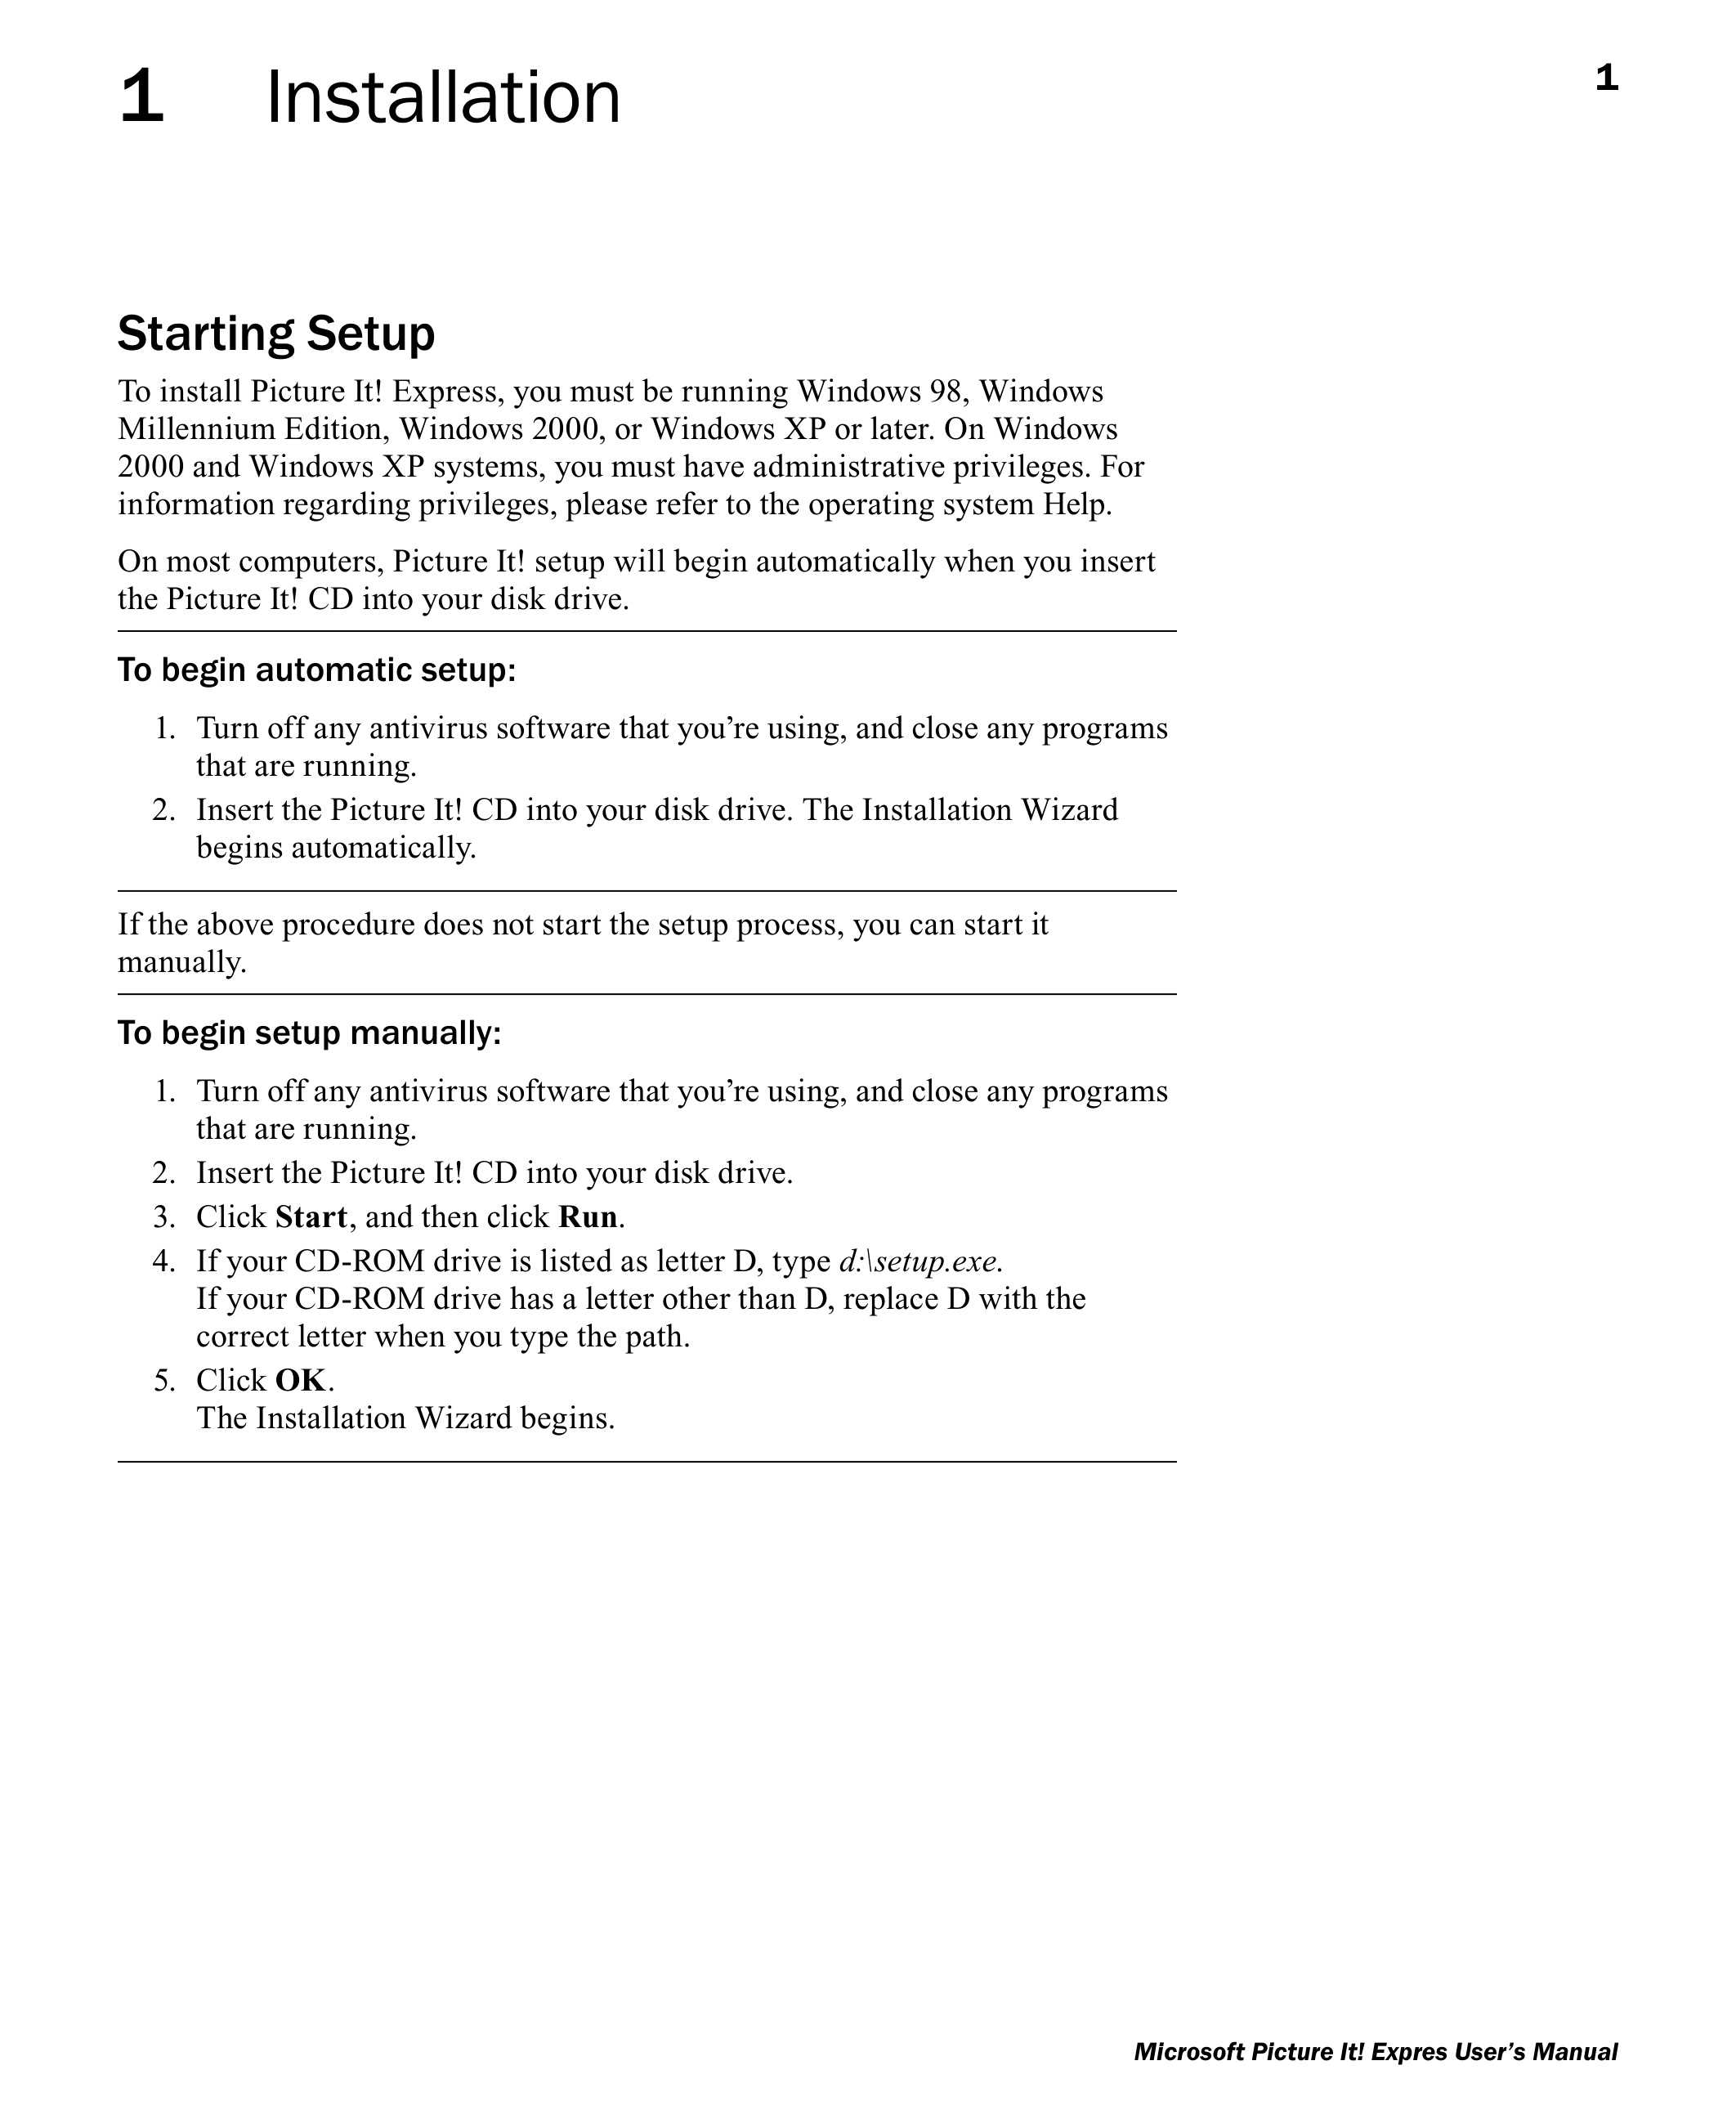 1 Installation
1
Starting Setup
To install Picture It! Express, you must be running Windows 98, Windows
Millennium Edition, Windows 2000, or Windows XP or later. On Windows
2000 and Windows XP systems, you must have administrative privileges. For
information regarding privileges, please refer to the operating system Help.
On most computers, Picture It! setup will begin automatically when you insert
the Picture It! CD into your disk drive.
To begin automatic setup:
1. Turn off any antivirus software that you’re using, and close any programs
that are running.
2. Insert the Picture It! CD into your disk drive. The Installation Wizard
begins automatically.
If the above procedure does not start the setup process, you can start it
manually.
To begin setup manually:
1. Turn off any antivirus software that you’re using, and close any programs
that are running.
2. Insert the Picture It! CD into your disk drive.
3. Click Start, and then click Run.
4. If your CD-ROM drive is listed as letter D, type d:\setup.exe.
If your CD-ROM drive has a letter other than D, replace D with the
correct letter when you type the path.
5. Click OK.
The Installation Wizard begins.
Microsoft Picture It! Expres User’s Manual